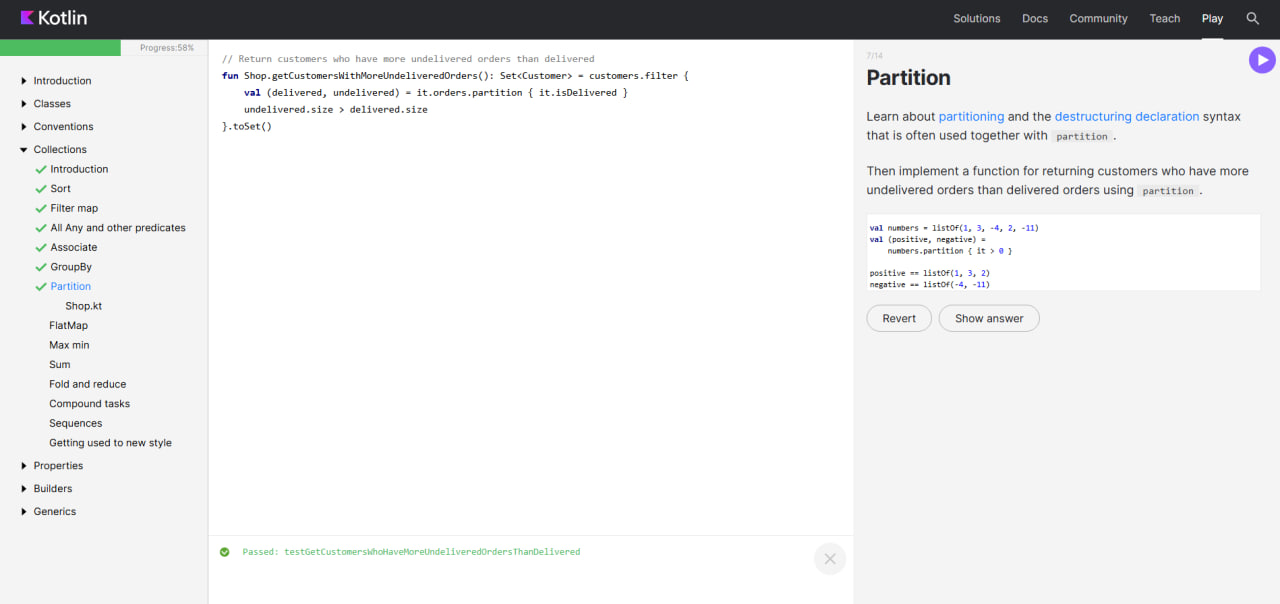 Kotlin
Solutions
Docs
Community
Teach
Play
Progress:58%
Introduction
Classes
Conventions
Collections
Introduction
Sort
Filter map
All Any and other predicates
Associate
GroupBy
Partition
Shop.kt
FlatMap
Max min
Sum
Fold and reduce
Compound tasks
Sequences
Getting used to new style
Properties
Builders
Generics
// Return customers who have more undelivered orders than delivered
fun Shop.getCustomersWithMoreUndeliveredOrders(): Set<Customer> = customers.filter {
    val (delivered, undelivered) = it.orders.partition { it.isDelivered }
    undelivered.size > delivered.size
}.toSet()
Passed: testGetCustomersWhoHaveMoreUndeliveredOrdersThanDelivered
7/14
Partition
Learn about partitioning and the destructuring declaration syntax
that is often used together with partition .
Then implement a function for returning customers who have more
undelivered orders than delivered orders using partition .
val numbers = listOf(1, 3, -4, 2, -11)
val (positive, negative) =
    numbers.partition { it > 0 }
positive == listOf(1, 3, 2)
negative == listOf(-4, -11)
Revert
Show answer